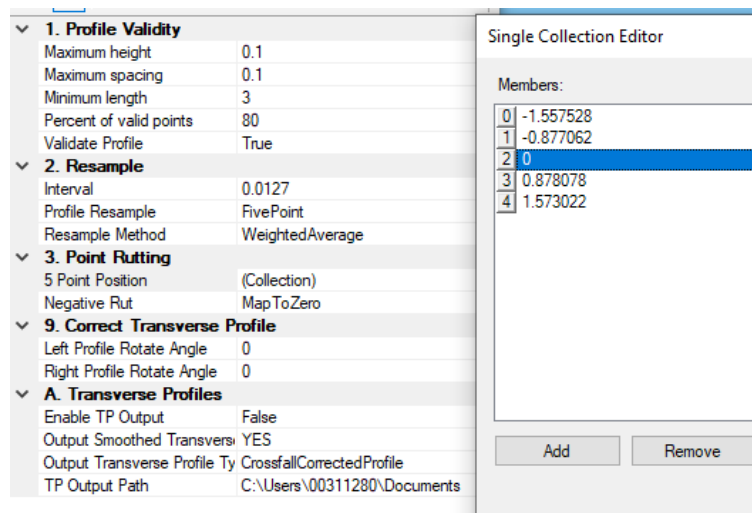 1. Profile Validity
Maximum height 0.1
Maximum spacing 0.1
Minimum length 3
Percent of valid points 80
Validate Profile True
2. Resample
Interval 0.0127
Profile Resample FivePoint
Resample Method WeightedAverage
3. Point Rutting
5 Point Position (Collection)
Negative Rut MapToZero
9. Correct Transverse Profile
Left Profile Rotate Angle 0
Right Profile Rotate Angle 0
A. Transverse Profiles
Enable TP Output False
Output Smoothed Transvers YES
Output Transverse Profile Ty CrossfallCorrectedProfile
TP Output Path C:\Users\00311280\Documents
Single Collection Editor
Members:
0 -1.557528
1 -0.877062
2 0
3 0.878078
4 1.573022
Add Remove